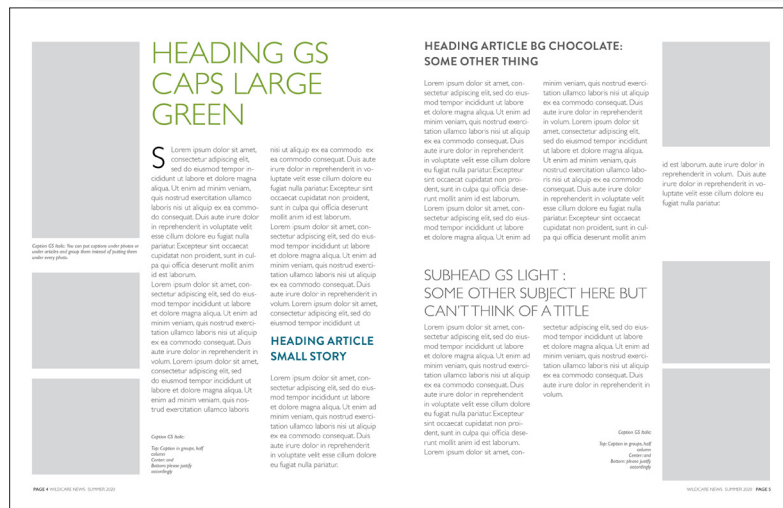 HEADING GS
CAPS LARGE
GREEN
S Lorem ipsum dolor sit amet,
consectetur adipiscing elit,
sed do eiusmod tempor in-
cididunt ut labore et dolore magna
aliqua. Ut enim ad minim veniam,
quis nostrud exercitation ullamco
laboris nisi ut aliquip ex ea commo-
do consequat. Duis aute irure dolor
in reprehenderit in voluptate velit
esse cillum dolore eu fugiat nulla
pariatur. Excepteur sint occaecat
cupidatat non proident, sunt in cul-
pa qui officia deserunt mollit anim
id est laborum.
Lorem ipsum dolor sit amet, con-
sectetur adipiscing elit, sed do eius-
mod tempor incididunt ut labore
et dolore magna aliqua. Ut enim ad
minim veniam, quis nostrud exerci-
tation ullamco laboris nisi ut aliquip
ex ea commodo consequat. Duis
aute irure dolor in reprehenderit in
volum. Lorem ipsum dolor sit amet,
consectetur adipiscing elit, sed
do eiusmod tempor incididunt ut
labore et dolore magna aliqua. Ut
enim ad minim veniam, quis nos-
trud exercitation ullamco laboris
nisi ut aliquip ex ea commodo ex
ea commodo consequat. Duis aute
irure dolor in reprehenderit in vo-
luptate velit esse cillum dolore eu
fugiat nulla pariatur. Excepteur sint
occaecat cupidatat non proident,
sunt in culpa qui officia deserunt
mollit anim id est laborum.
Lorem ipsum dolor sit amet, con-
sectetur adipiscing elit, sed do eius-
mod tempor incididunt ut labore
et dolore magna aliqua. Ut enim ad
minim veniam, quis nostrud exerci-
tation ullamco laboris nisi ut aliquip
ex ea commodo consequat. Duis
aute irure dolor in reprehenderit in
volum. Lorem ipsum dolor sit amet,
consectetur adipiscing elit, sed do
eiusmod tempor incididunt ut
HEADING ARTICLE
SMALL STORY
Lorem ipsum dolor sit amet, con-
sectetur adipiscing elit, sed do eius-
mod tempor incididunt ut labore
et dolore magna aliqua. Ut enim ad
minim veniam, quis nostrud exerci-
tation ullamco laboris nisi ut aliquip
ex ea commodo consequat. Duis
aute irure dolor in reprehenderit
in voluptate velit esse cillum dolore
eu fugiat nulla pariatur.
Caption GS Italic. You can put captions under photos or
under articles and group them instead of putting them
under every photo.
Caption GS Italic:
Top: Caption in groups, half
column
Center: and
Bottom: please justify
accordingly
PAGE 4 WILDCARE NEWS SUMMER 2020
HEADING ARTICLE BG CHOCOLATE:
SOME OTHER THING
Lorem ipsum dolor sit amet, con-
sectetur adipiscing elit, sed do eius-
mod tempor incididunt ut labore
et dolore magna aliqua. Ut enim ad
minim veniam, quis nostrud exerci-
tation ullamco laboris nisi ut aliquip
ex ea commodo consequat. Duis
aute irure dolor in reprehenderit
in voluptate velit esse cillum dolore
eu fugiat nulla pariatur. Excepteur
sint occaecat cupidatat non proi-
dent, sunt in culpa qui officia dese-
runt mollit anim id est laborum.
Lorem ipsum dolor sit amet, con-
sectetur adipiscing elit, sed do eius-
mod tempor incididunt ut labore
et dolore magna aliqua. Ut enim ad
minim veniam, quis nostrud exerci-
tation ullamco laboris nisi ut aliquip
ex ea commodo consequat. Duis
aute irure dolor in reprehenderit
in volum. Lorem ipsum dolor sit
amet, consectetur adipiscing elit,
sed do eiusmod tempor incididunt
ut labore et dolore magna aliqua.
Ut enim ad minim veniam, quis
nostrud exercitation ullamco labo-
ris nisi ut aliquip ex ea commodo
consequat. Duis aute irure dolor
in reprehenderit in voluptate velit
esse cillum dolore eu fugiat nulla
pariatur. Excepteur sint occaecat
cupidatat non proident, sunt in cul-
pa qui officia deserunt mollit anim
id est laborum. aute irure dolor in
reprehenderit in volum. Duis aute
irure dolor in reprehenderit in vo-
luptate velit esse cillum dolore eu
fugiat nulla pariatur.
SUBHEAD GS LIGHT :
SOME OTHER SUBJECT HERE BUT
CAN'T THINK OF A TITLE
Lorem ipsum dolor sit amet, con-
sectetur adipiscing elit, sed do eius-
mod tempor incididunt ut labore
et dolore magna aliqua. Ut enim ad
minim veniam, quis nostrud exerci-
tation ullamco laboris nisi ut aliquip
ex ea commodo consequat. Duis
aute irure dolor in reprehenderit
in voluptate velit esse cillum dolore
eu fugiat nulla pariatur. Excepteur
sint occaecat cupidatat non proi-
dent, sunt in culpa qui officia dese-
runt mollit anim id est laborum.
Lorem ipsum dolor sit amet, con-
sectetur adipiscing elit, sed do eius-
mod tempor incididunt ut labore
et dolore magna aliqua. Ut enim ad
minim veniam, quis nostrud exerci-
tation ullamco laboris nisi ut aliquip
ex ea commodo consequat. Duis
aute irure dolor in reprehenderit in
volum.
Caption GS Italic:
Top: Caption in groups, half
column
Center: and
Bottom: please justify
accordingly
WILDCARE NEWS SUMMER 2020 PAGE 5